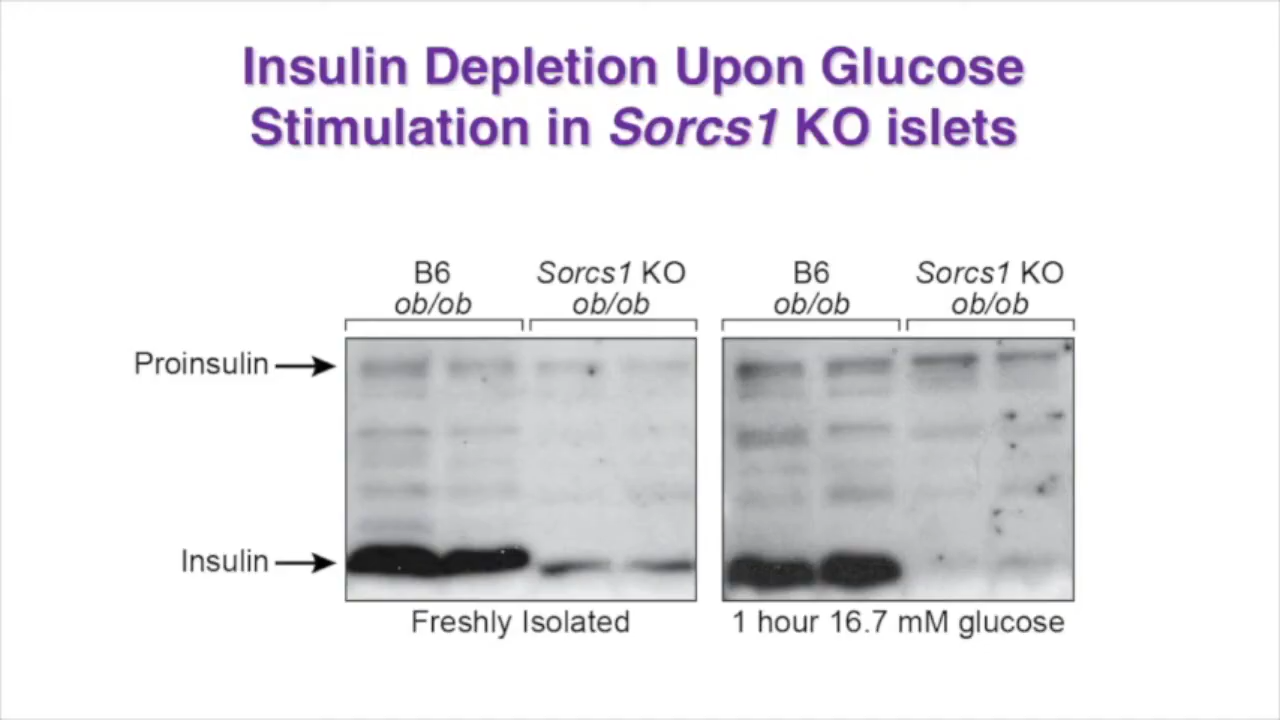 Insulin Depletion Upon Glucose
Stimulation in Sorcs1 KO islets
B6
ob/ob
Sorcs1 KO
ob/ob
B6
ob/ob
Sorcs1 KO
ob/ob
Proinsulin
Insulin
Freshly Isolated
1 hour 16.7 mM glucose